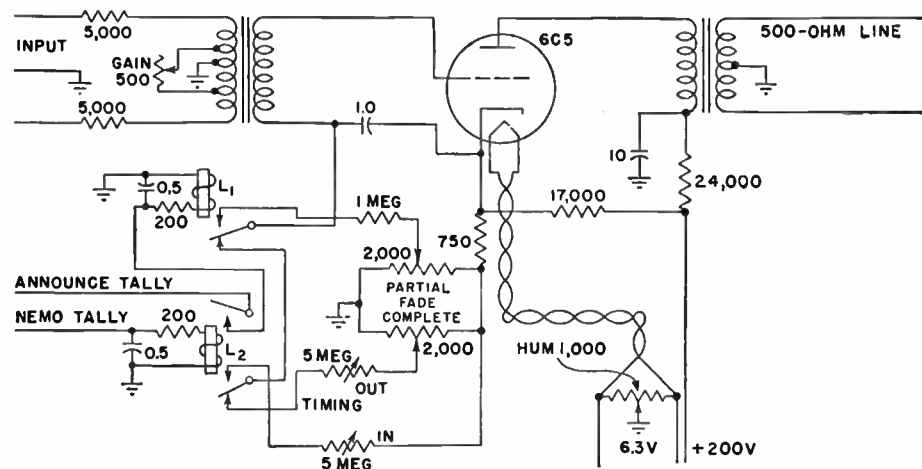 5,000
INPUT
GAIN
500
5,000
1.0
6C5
500-OHM LINE
10
24,000
17,000
750
0.5
L1
200
1 MEG
2,000
PARTIAL
FADE
COMPLETE
2,000
ANNOUNCE TALLY
NEMO TALLY
200
L2
0.5
5 MEG
OUT
TIMING
IN
5 MEG
HUM 1,000
6.3V
+200V